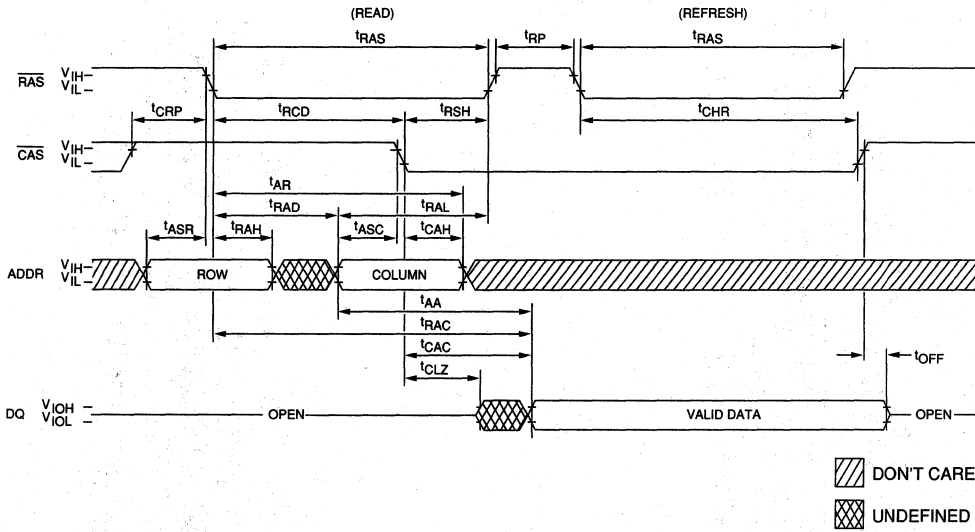 (READ) (REFRESH)
tRAS tRP tRAS
RAS VIH VIL
tCRP tRCD tRSH tCHR
CAS VIH VIL
tAR
tRAD tRAL
tASR tRAH tASC tCAH
ADDR VIH VIL ROW COLUMN
tAA
tRAC
tCAC tOFF
tCLZ
DQ VIOH VIOL OPEN VALID DATA OPEN
DON'T CARE
UNDEFINED